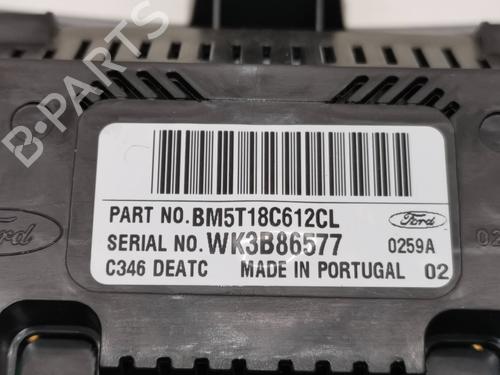 B-PARTS
PART NO. BM5T18C612CL
Ford
SERIAL NO. WK3B86577
0259A
C346 DEATC MADE IN PORTUGAL 02
Ford